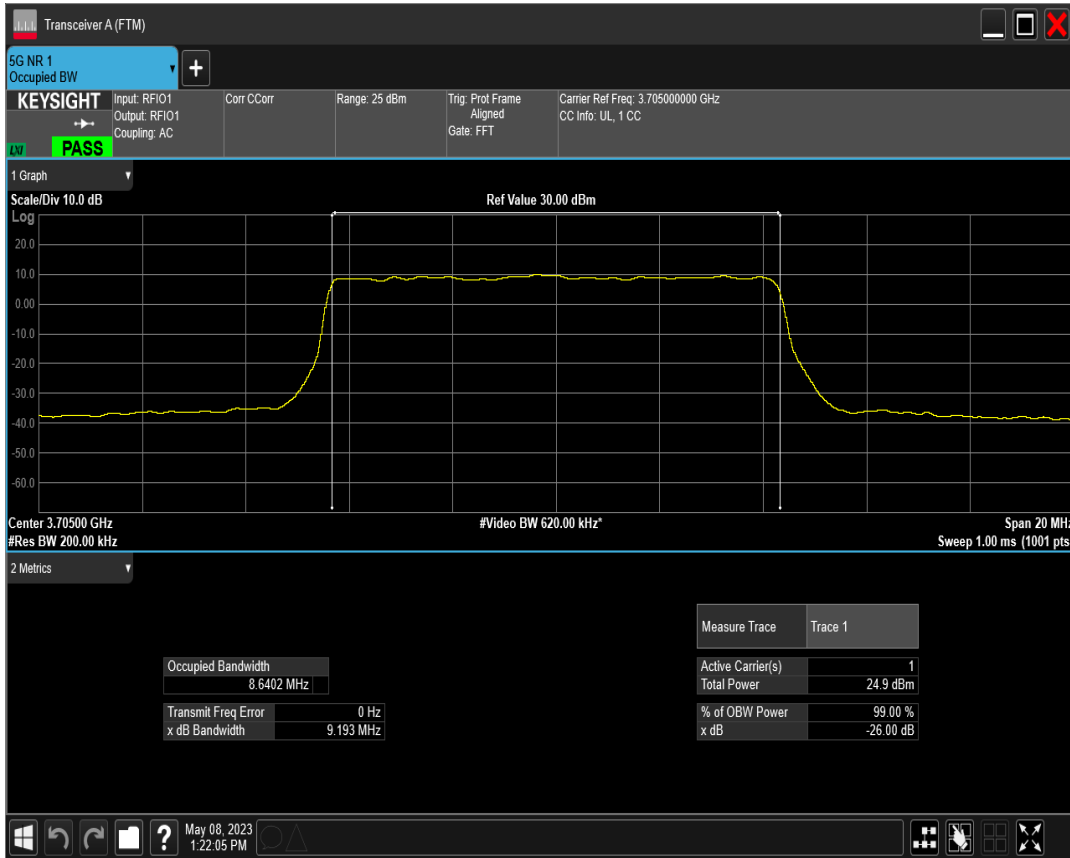 Transceiver A (FTM)
5G NR 1
Occupied BW
+
KEYSIGHT
LXI
PASS
Input: RFIO1
Output: RFIO1
Coupling: AC
Corr CCorr
Range: 25 dBm
Trig: Prot Frame
Aligned
Gate: FFT
Carrier Ref Freq: 3.705000000 GHz
CC Info: UL, 1 CC
1 Graph
Scale/Div 10.0 dB
Ref Value 30.00 dBm
Log
20.0
10.0
0.00
-10.0
-20.0
-30.0
-40.0
-50.0
-60.0
Center 3.70500 GHz
#Video BW 620.00 kHz*
Span 20 MHz
#Res BW 200.00 kHz
Sweep 1.00 ms (1001 pts
2 Metrics
Measure Trace Trace 1
Occupied Bandwidth
8.6402 MHz
Active Carrier(s) 1
Total Power 24.9 dBm
Transmit Freq Error 0 Hz
x dB Bandwidth 9.193 MHz
% of OBW Power 99.00 %
x dB -26.00 dB
?
May 08, 2023
1:22:05 PM